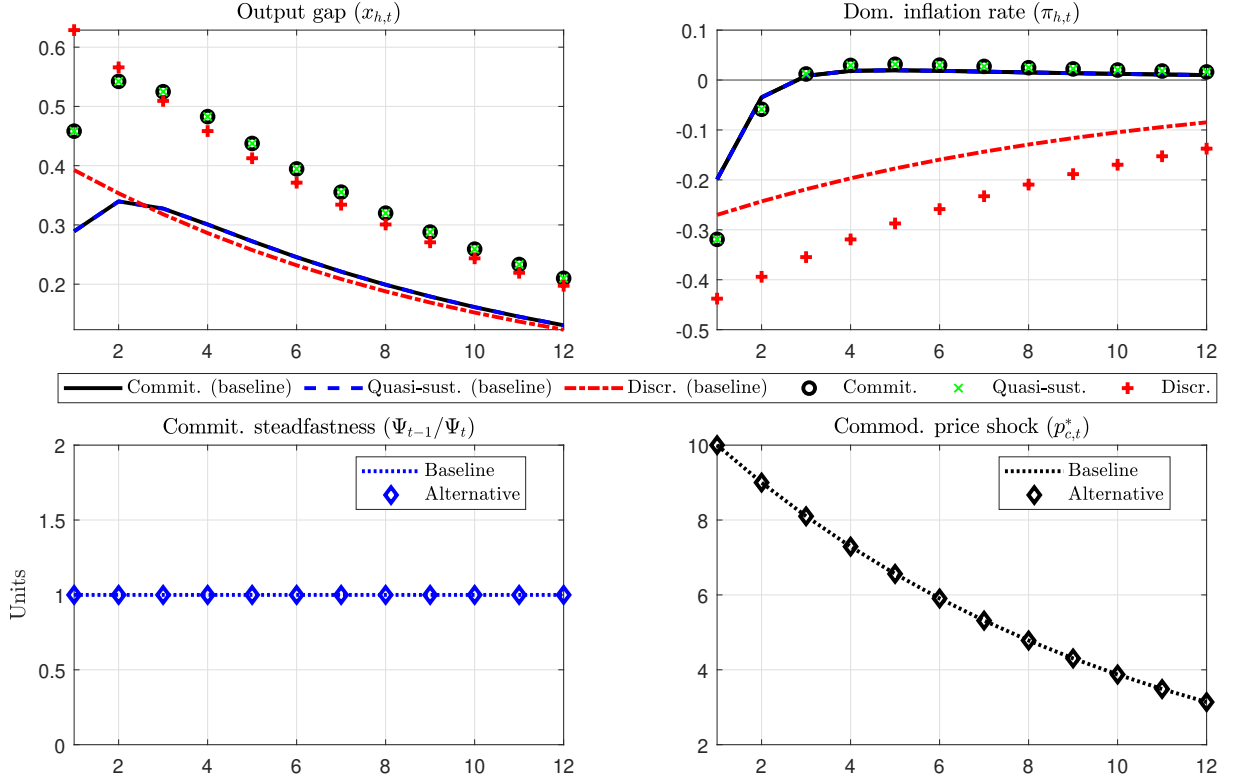 Output gap (x_{h,t})
0.6
0.5
0.4
0.3
0.2
2 4 6 8 10 12
Dom. inflation rate (π_{h,t})
0.1
0
-0.1
-0.2
-0.3
-0.4
-0.5
2 4 6 8 10 12
Commit. (baseline) Quasi-sust. (baseline) Discr. (baseline) Commit. Quasi-sust. Discr.
Commit. steadfastness (Ψ_{t−1}/Ψ_t)
Units
2
1.5
1
0.5
0
Baseline
Alternative
2 4 6 8 10 12
Commod. price shock (p^*_{c,t})
10
8
6
4
2
Baseline
Alternative
2 4 6 8 10 12